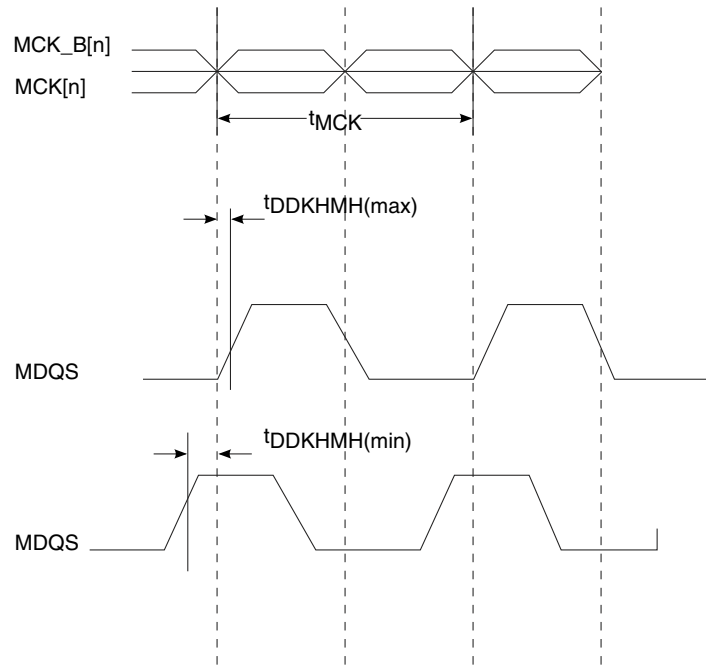 MCK_B[n]
MCK[n]
tMCK
tDDKHMH(max)
MDQS
tDDKHMH(min)
MDQS